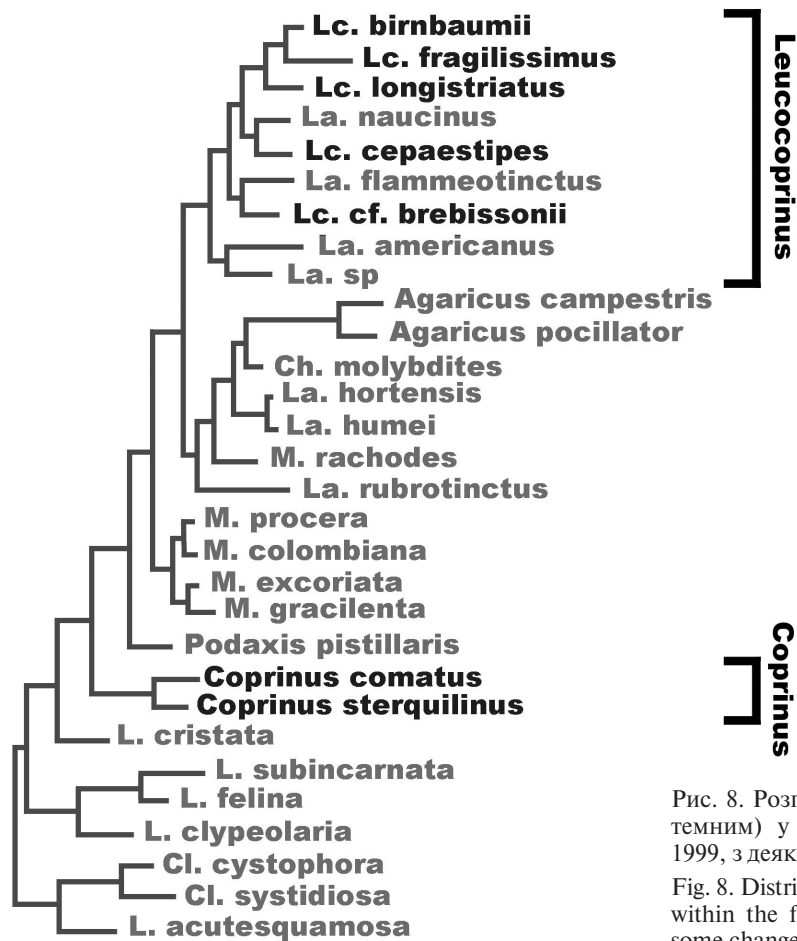 Lc. birnbaumii
Lc. fragilissimus
Lc. longistriatus
La. naucinus
Lc. cepaestipes
La. flammeotinctus
Lc. cf. brebissonii
La. americanus
La. sp
Leucocoprinus
Agaricus campestris
Agaricus pocillator
Ch. molybdites
La. hortensis
La. humei
M. rachodes
La. rubrotinctus
M. procera
M. colombiana
M. excoriata
M. gracilenta
Podaxis pistillaris
Coprinus comatus
Coprinus sterquilinus
Coprinus
L. cristata
L. subincarnata
L. felina
L. clypeolaria
Cl. cystophora
Cl. systidiosa
L. acutesquamosa
Рис. 8. Розп
темним) у
1999, з деяк
Fig. 8. Distri
within the f
some change